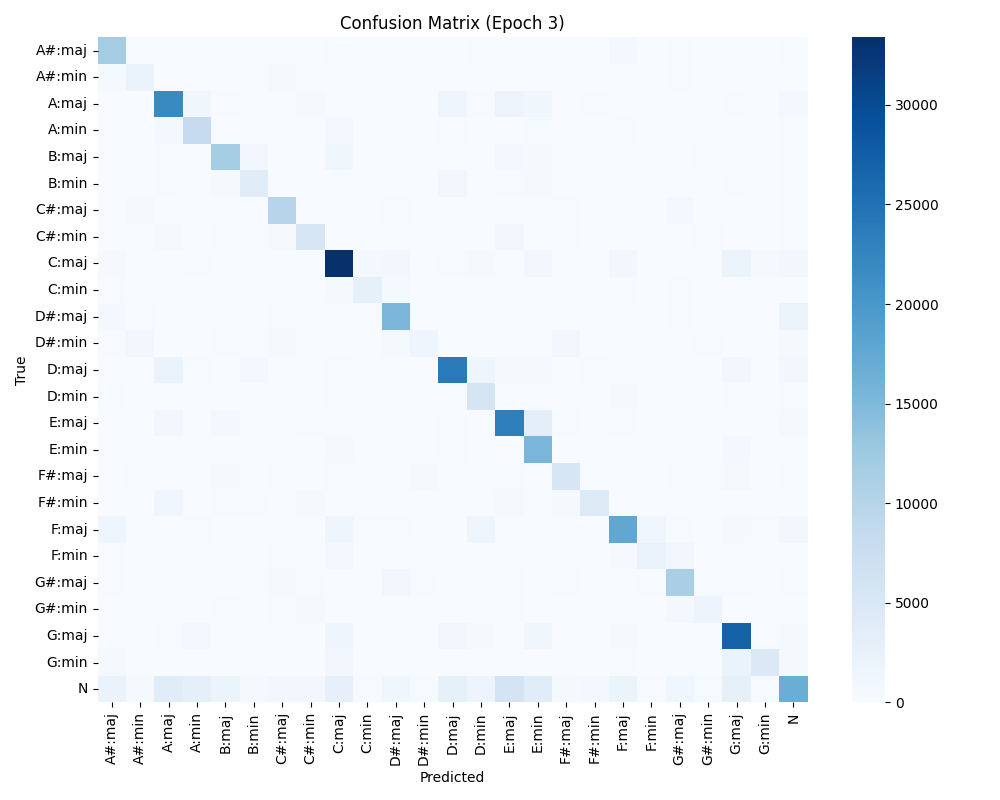 Confusion Matrix (Epoch 3)
True
A#:maj
A#:min
A:maj
A:min
B:maj
B:min
C#:maj
C#:min
C:maj
C:min
D#:maj
D#:min
D:maj
D:min
E:maj
E:min
F#:maj
F#:min
F:maj
F:min
G#:maj
G#:min
G:maj
G:min
N
A#:maj
A#:min
A:maj
A:min
B:maj
B:min
C#:maj
C#:min
C:maj
C:min
D#:maj
D#:min
D:maj
D:min
E:maj
E:min
F#:maj
F#:min
F:maj
F:min
G#:maj
G#:min
G:maj
G:min
N
Predicted
30000
25000
20000
15000
10000
5000
0